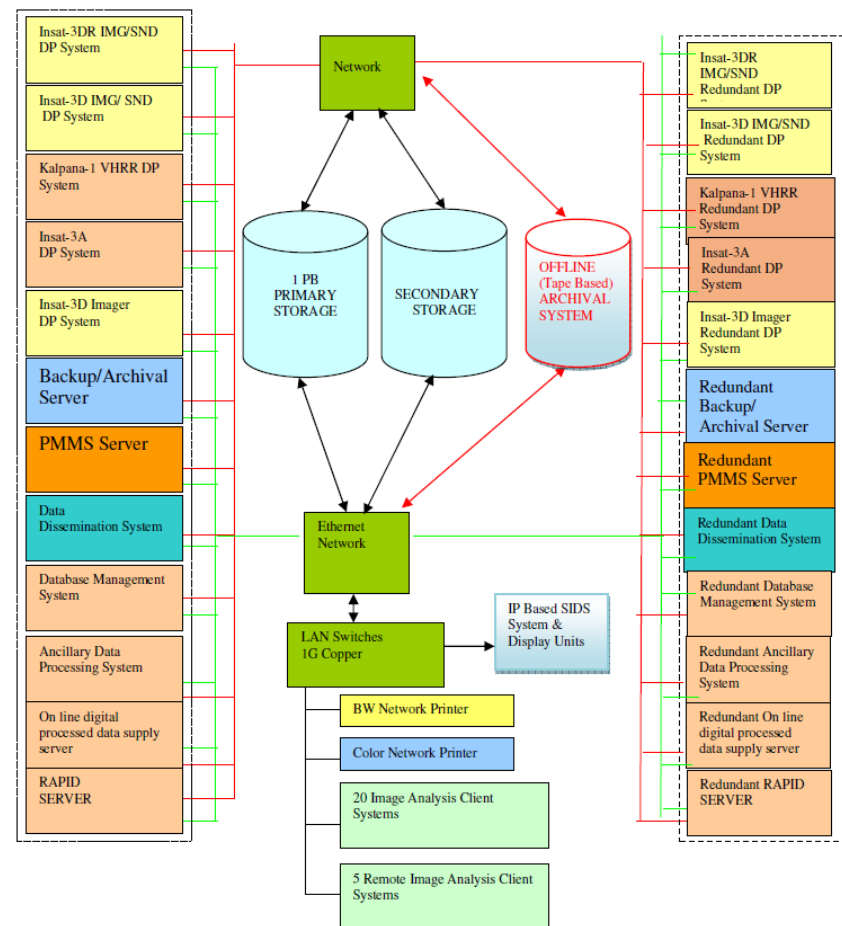 Insat-3DR IMG/SND
DP System
Insat-3D IMG/ SND
DP System
Kalpana-1 VHRR DP
System
Insat-3A
DP System
Insat-3D Imager
DP System
Backup/Archival
Server
PMMS Server
Data
Dissemination System
Database Management
System
Ancillary Data
Processing System
On line digital
processed data supply
server
RAPID
SERVER
Network
1 PB
PRIMARY
STORAGE
SECONDARY
STORAGE
OFFLINE
(Tape Based)
ARCHIVAL
SYSTEM
Ethernet
Network
LAN Switches
1G Copper
IP Based SIDS
System &
Display Units
BW Network Printer
Color Network Printer
20 Image Analysis Client
Systems
5 Remote Image Analysis Client
Systems
Insat-3DR
IMG/SND
Redundant DP
Insat-3D IMG/SND
Redundant DP
System
Kalpana-1 VHRR
Redundant DP
System
Insat-3A
Redundant DP
System
Insat-3D Imager
Redundant DP
System
Redundant
Backup/
Archival Server
Redundant
PMMS Server
Redundant Data
Dissemination System
Redundant Database
Management System
Redundant Ancillary
Data Processing
System
Redundant On line
digital processed
data supply server
Redundant RAPID
SERVER